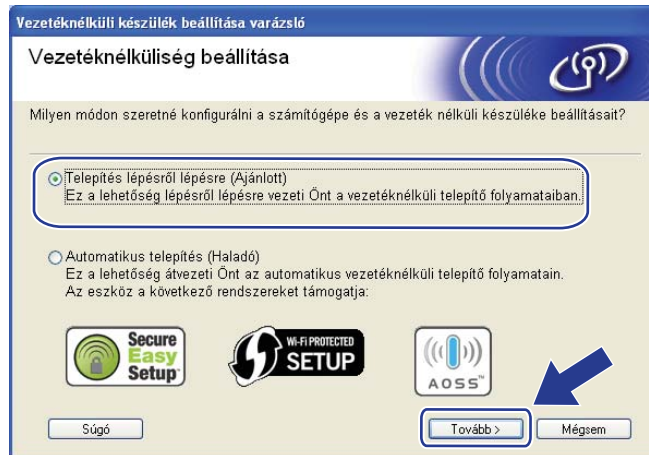 Vezetéknélküli készülék beállítása varázsló
Vezetéknélküliség beállítása
Milyen módon szeretné konfigurálni a számítógépe és a vezeték nélküli készüléke beállításait?
Telepítés lépésről lépésre (Ajánlott)
Ez a lehetőség lépésről lépésre vezeti Önt a vezetéknélküli telepítő folyamataiban.
Automatikus telepítés (Haladó)
Ez a lehetőség átvezeti Önt az automatikus vezetéknélküli telepítő folyamatain.
Az eszköz a következő rendszereket támogatja:
Secure
Easy
Setup™
WI-FI PROTECTED
SETUP
AOSS™
Súgó
Tovább >
Mégsem